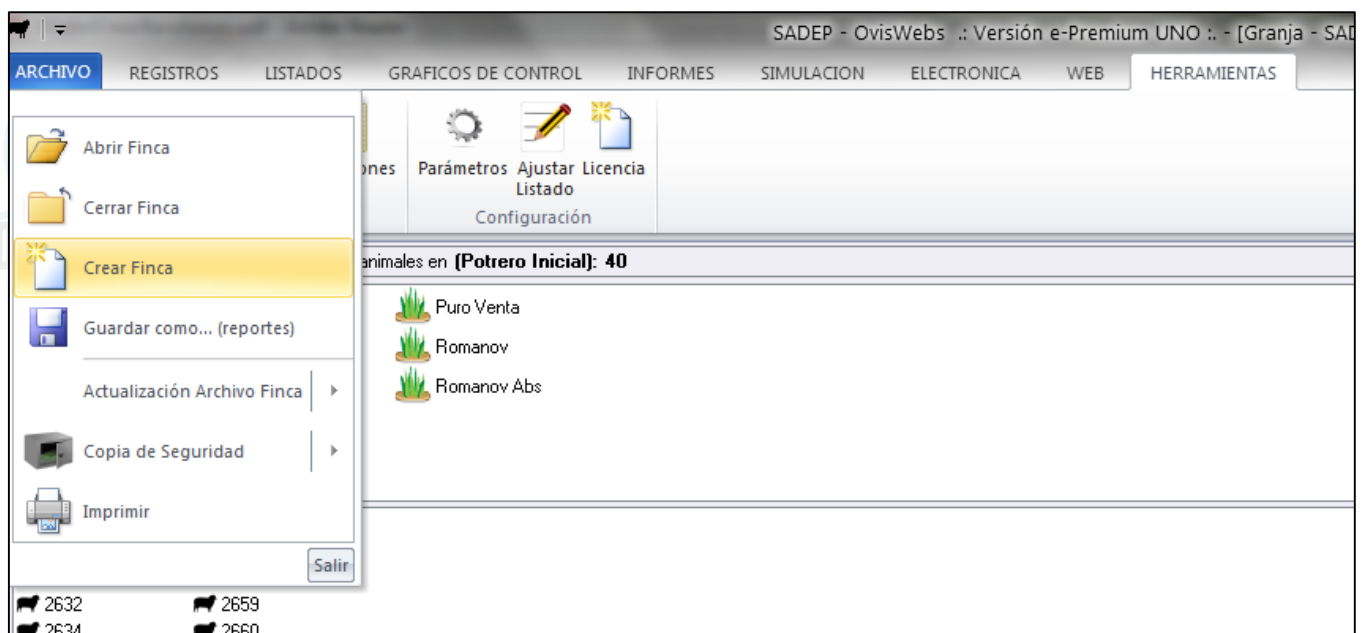 SADEP - OvisWebs .: Versión e-Premium UNO :. - [Granja - SAD
ARCHIVO REGISTROS LISTADOS GRAFICOS DE CONTROL INFORMES SIMULACION ELECTRONICA WEB HERRAMIENTAS
Abrir Finca
Cerrar Finca
Crear Finca
Guardar como... (reportes)
Actualización Archivo Finca
Copia de Seguridad
Imprimir
Salir
ones Parámetros Ajustar Licencia
Listado
Configuración
animales en (Potrero Inicial): 40
Puro Venta
Romanov
Romanov Abs
2632 2659
2634 2660